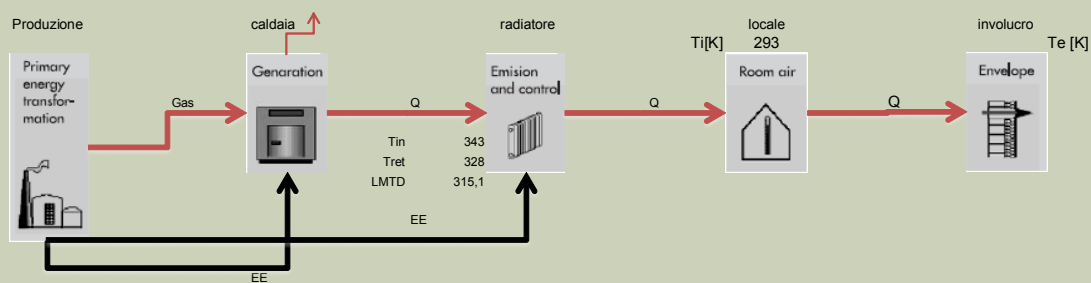 Produzione
caldaia
radiatore
locale
involucro
Ti[K]
293
Te [K]
Primary
energy
transfor-
mation
Genaration
Emision
and control
Room air
Envelope
Gas
Q
Q
Q
Tin 343
Tret 328
LMTD 315,1
EE
EE